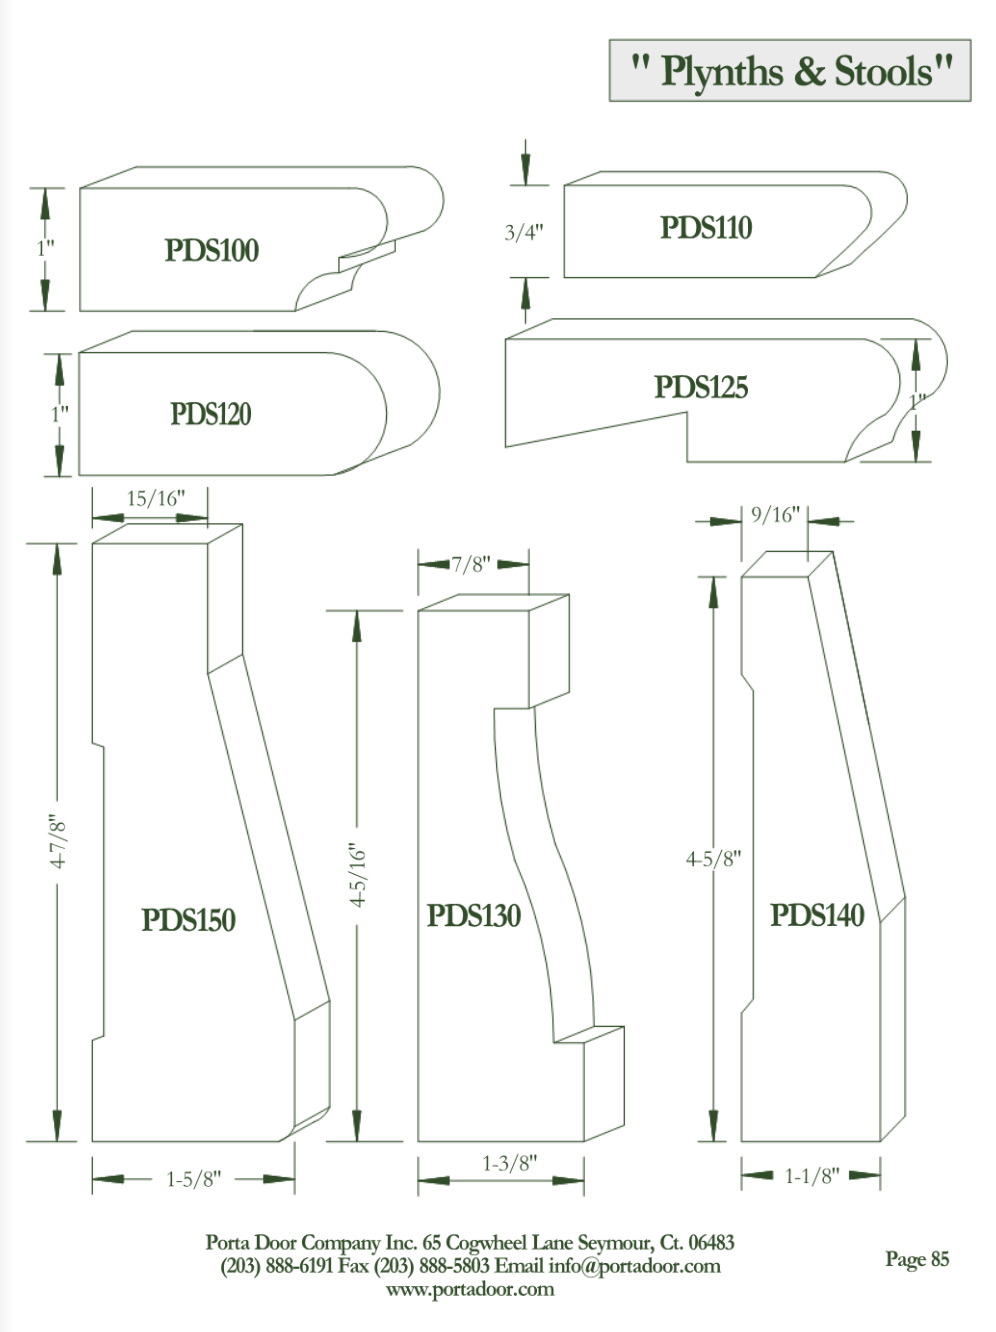 " Plynths & Stools"
1"
PDS100
3/4"
PDS110
1"
PDS120
PDS125
1"
15/16"
7/8"
9/16"
4-7/8"
4-5/16"
4-5/8"
PDS150
PDS130
PDS140
1-5/8"
1-3/8"
1-1/8"
Porta Door Company Inc. 65 Cogwheel Lane Seymour, Ct. 06483
(203) 888-6191 Fax (203) 888-5803 Email info@portadoor.com
www.portadoor.com
Page 85